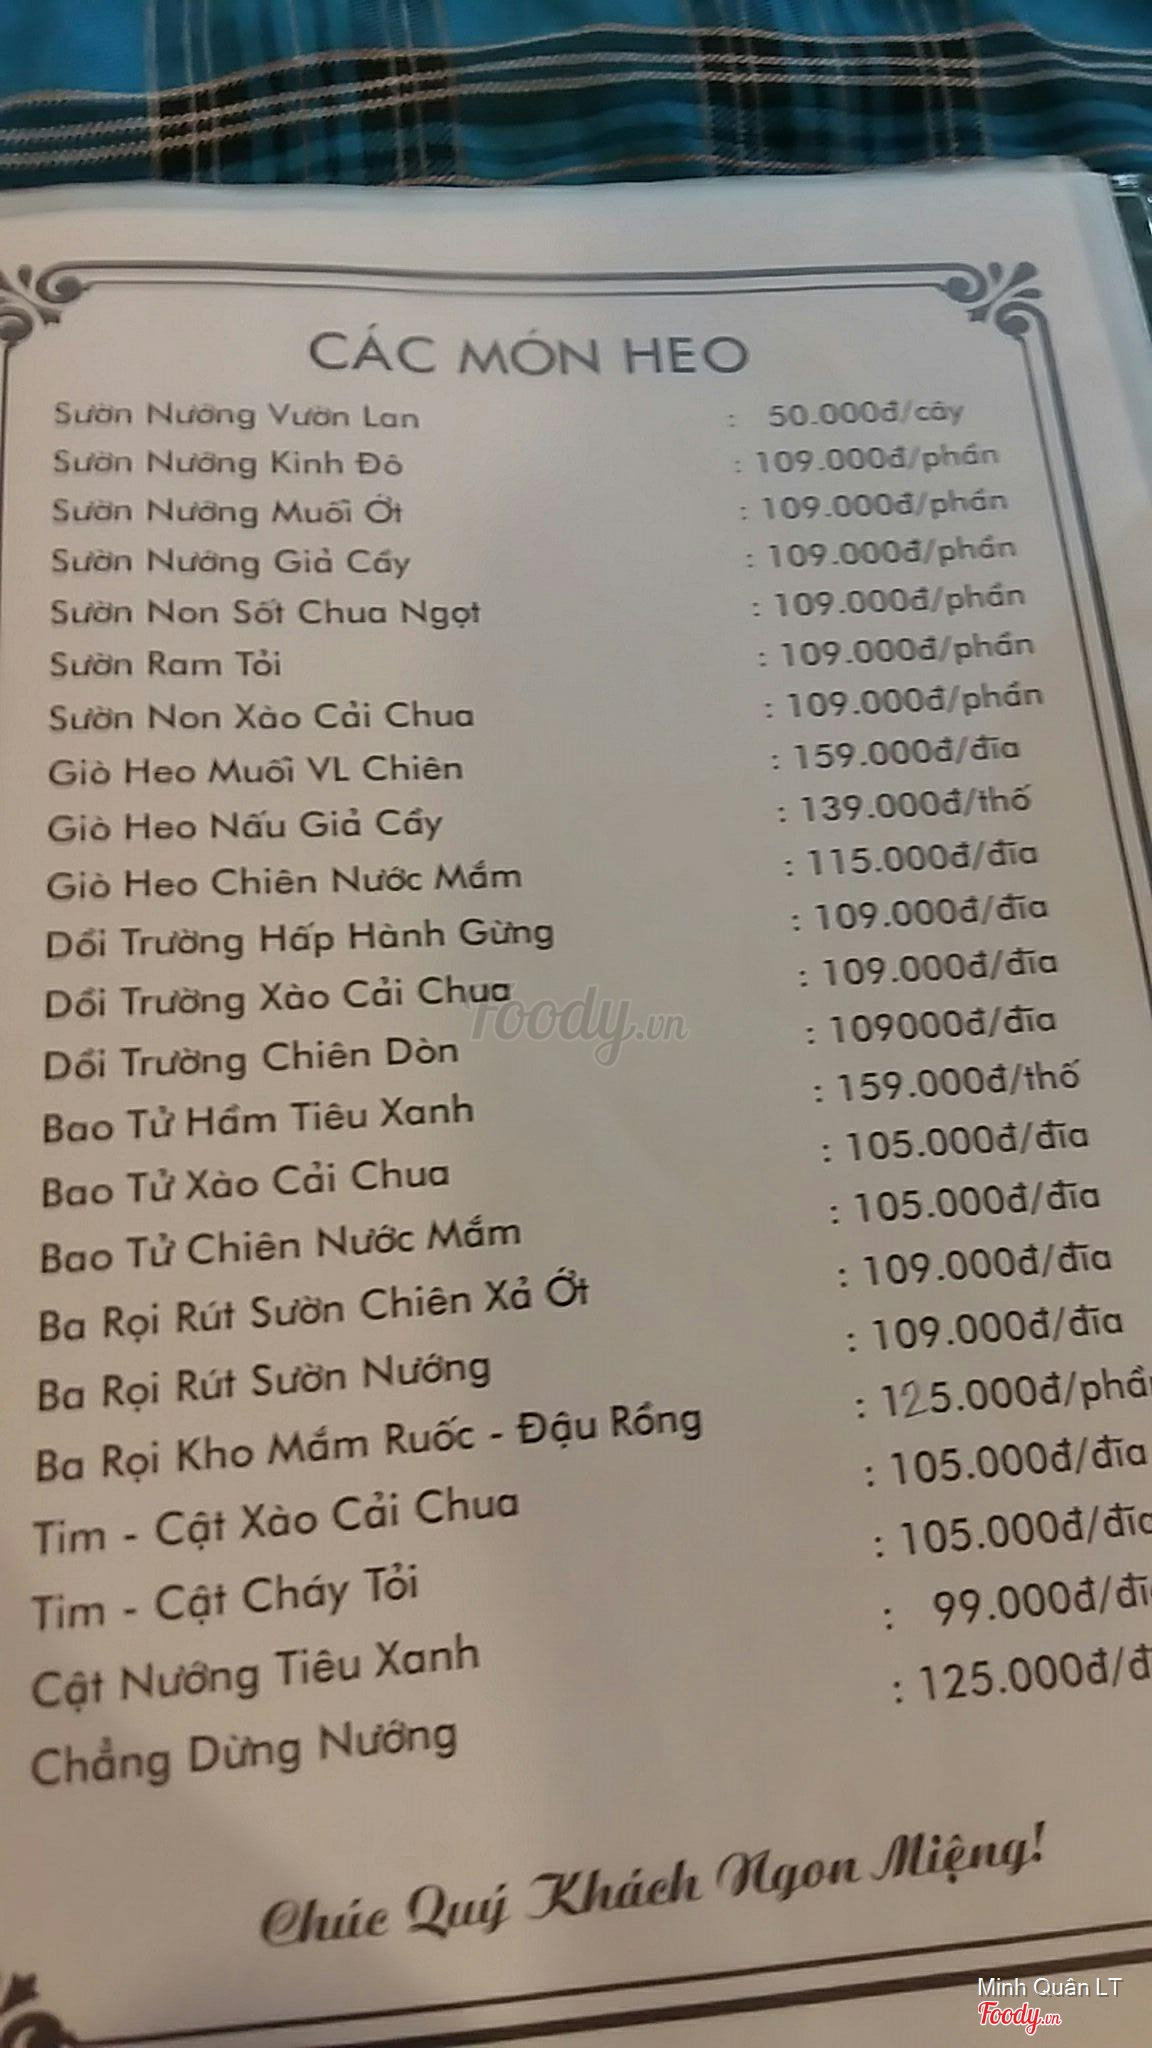 CÁC MÓN HEO
Sườn Nướng Vườn Lan : 50.000đ/cây
Sườn Nướng Kinh Đô : 109.000đ/phần
Sườn Nướng Muối Ớt : 109.000đ/phần
Sườn Nướng Giả Cầy : 109.000đ/phần
Sườn Non Sốt Chua Ngọt : 109.000đ/phần
Sườn Ram Tỏi : 109.000đ/phần
Sườn Non Xào Cải Chua : 109.000đ/phần
Giò Heo Muối VL Chiên : 159.000đ/đĩa
Giò Heo Nấu Giả Cầy : 139.000đ/thố
Giò Heo Chiên Nước Mắm : 115.000đ/đĩa
Dồi Trường Hấp Hành Gừng : 109.000đ/đĩa
Dồi Trường Xào Cải Chua : 109.000đ/đĩa
Dồi Trường Chiên Dòn : 109000đ/đĩa
Bao Tử Hầm Tiêu Xanh : 159.000đ/thố
Bao Tử Xào Cải Chua : 105.000đ/đĩa
Bao Tử Chiên Nước Mắm : 105.000đ/đĩa
Ba Rọi Rút Sườn Chiên Xả Ớt : 109.000đ/đĩa
Ba Rọi Rút Sườn Nướng : 109.000đ/đĩa
Ba Rọi Kho Mắm Ruốc - Đậu Rồng : 125.000đ/phần
Tim - Cật Xào Cải Chua : 105.000đ/đĩa
Tim - Cật Cháy Tỏi : 105.000đ/đĩa
Cật Nướng Tiêu Xanh : 99.000đ/đĩ
Chẳng Dừng Nướng : 125.000đ/đ
Chúc Quý Khách Ngon Miệng!
foody.vn
Minh Quân LT
Foody.vn